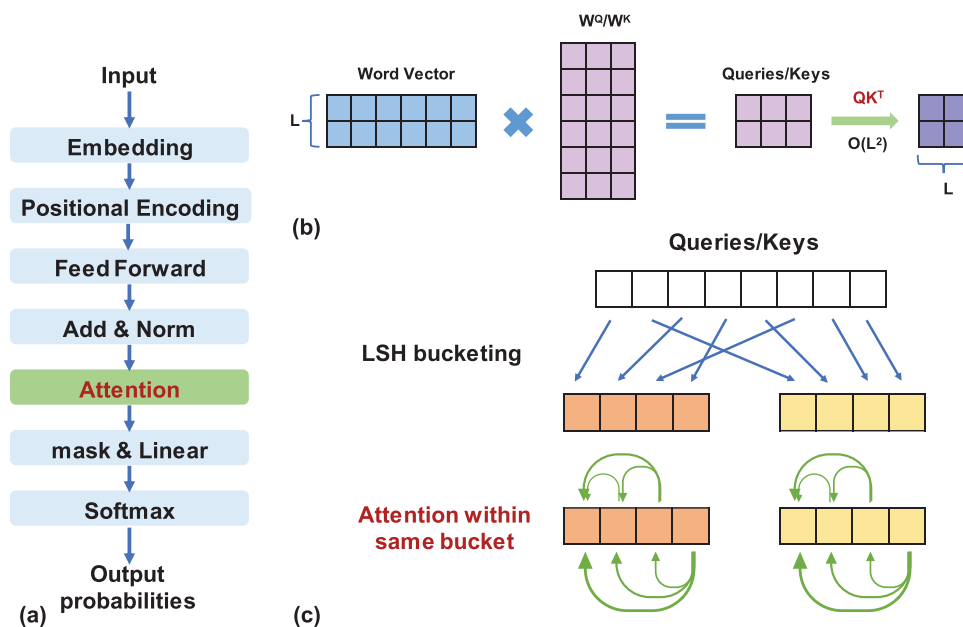 Input
Embedding
Positional Encoding
Feed Forward
Add & Norm
Attention
mask & Linear
Softmax
Output
probabilities
(a)
W^Q/W^K
Word Vector
Queries/Keys
L
QK^T
O(L²)
L
(b)
Queries/Keys
LSH bucketing
Attention within
same bucket
(c)